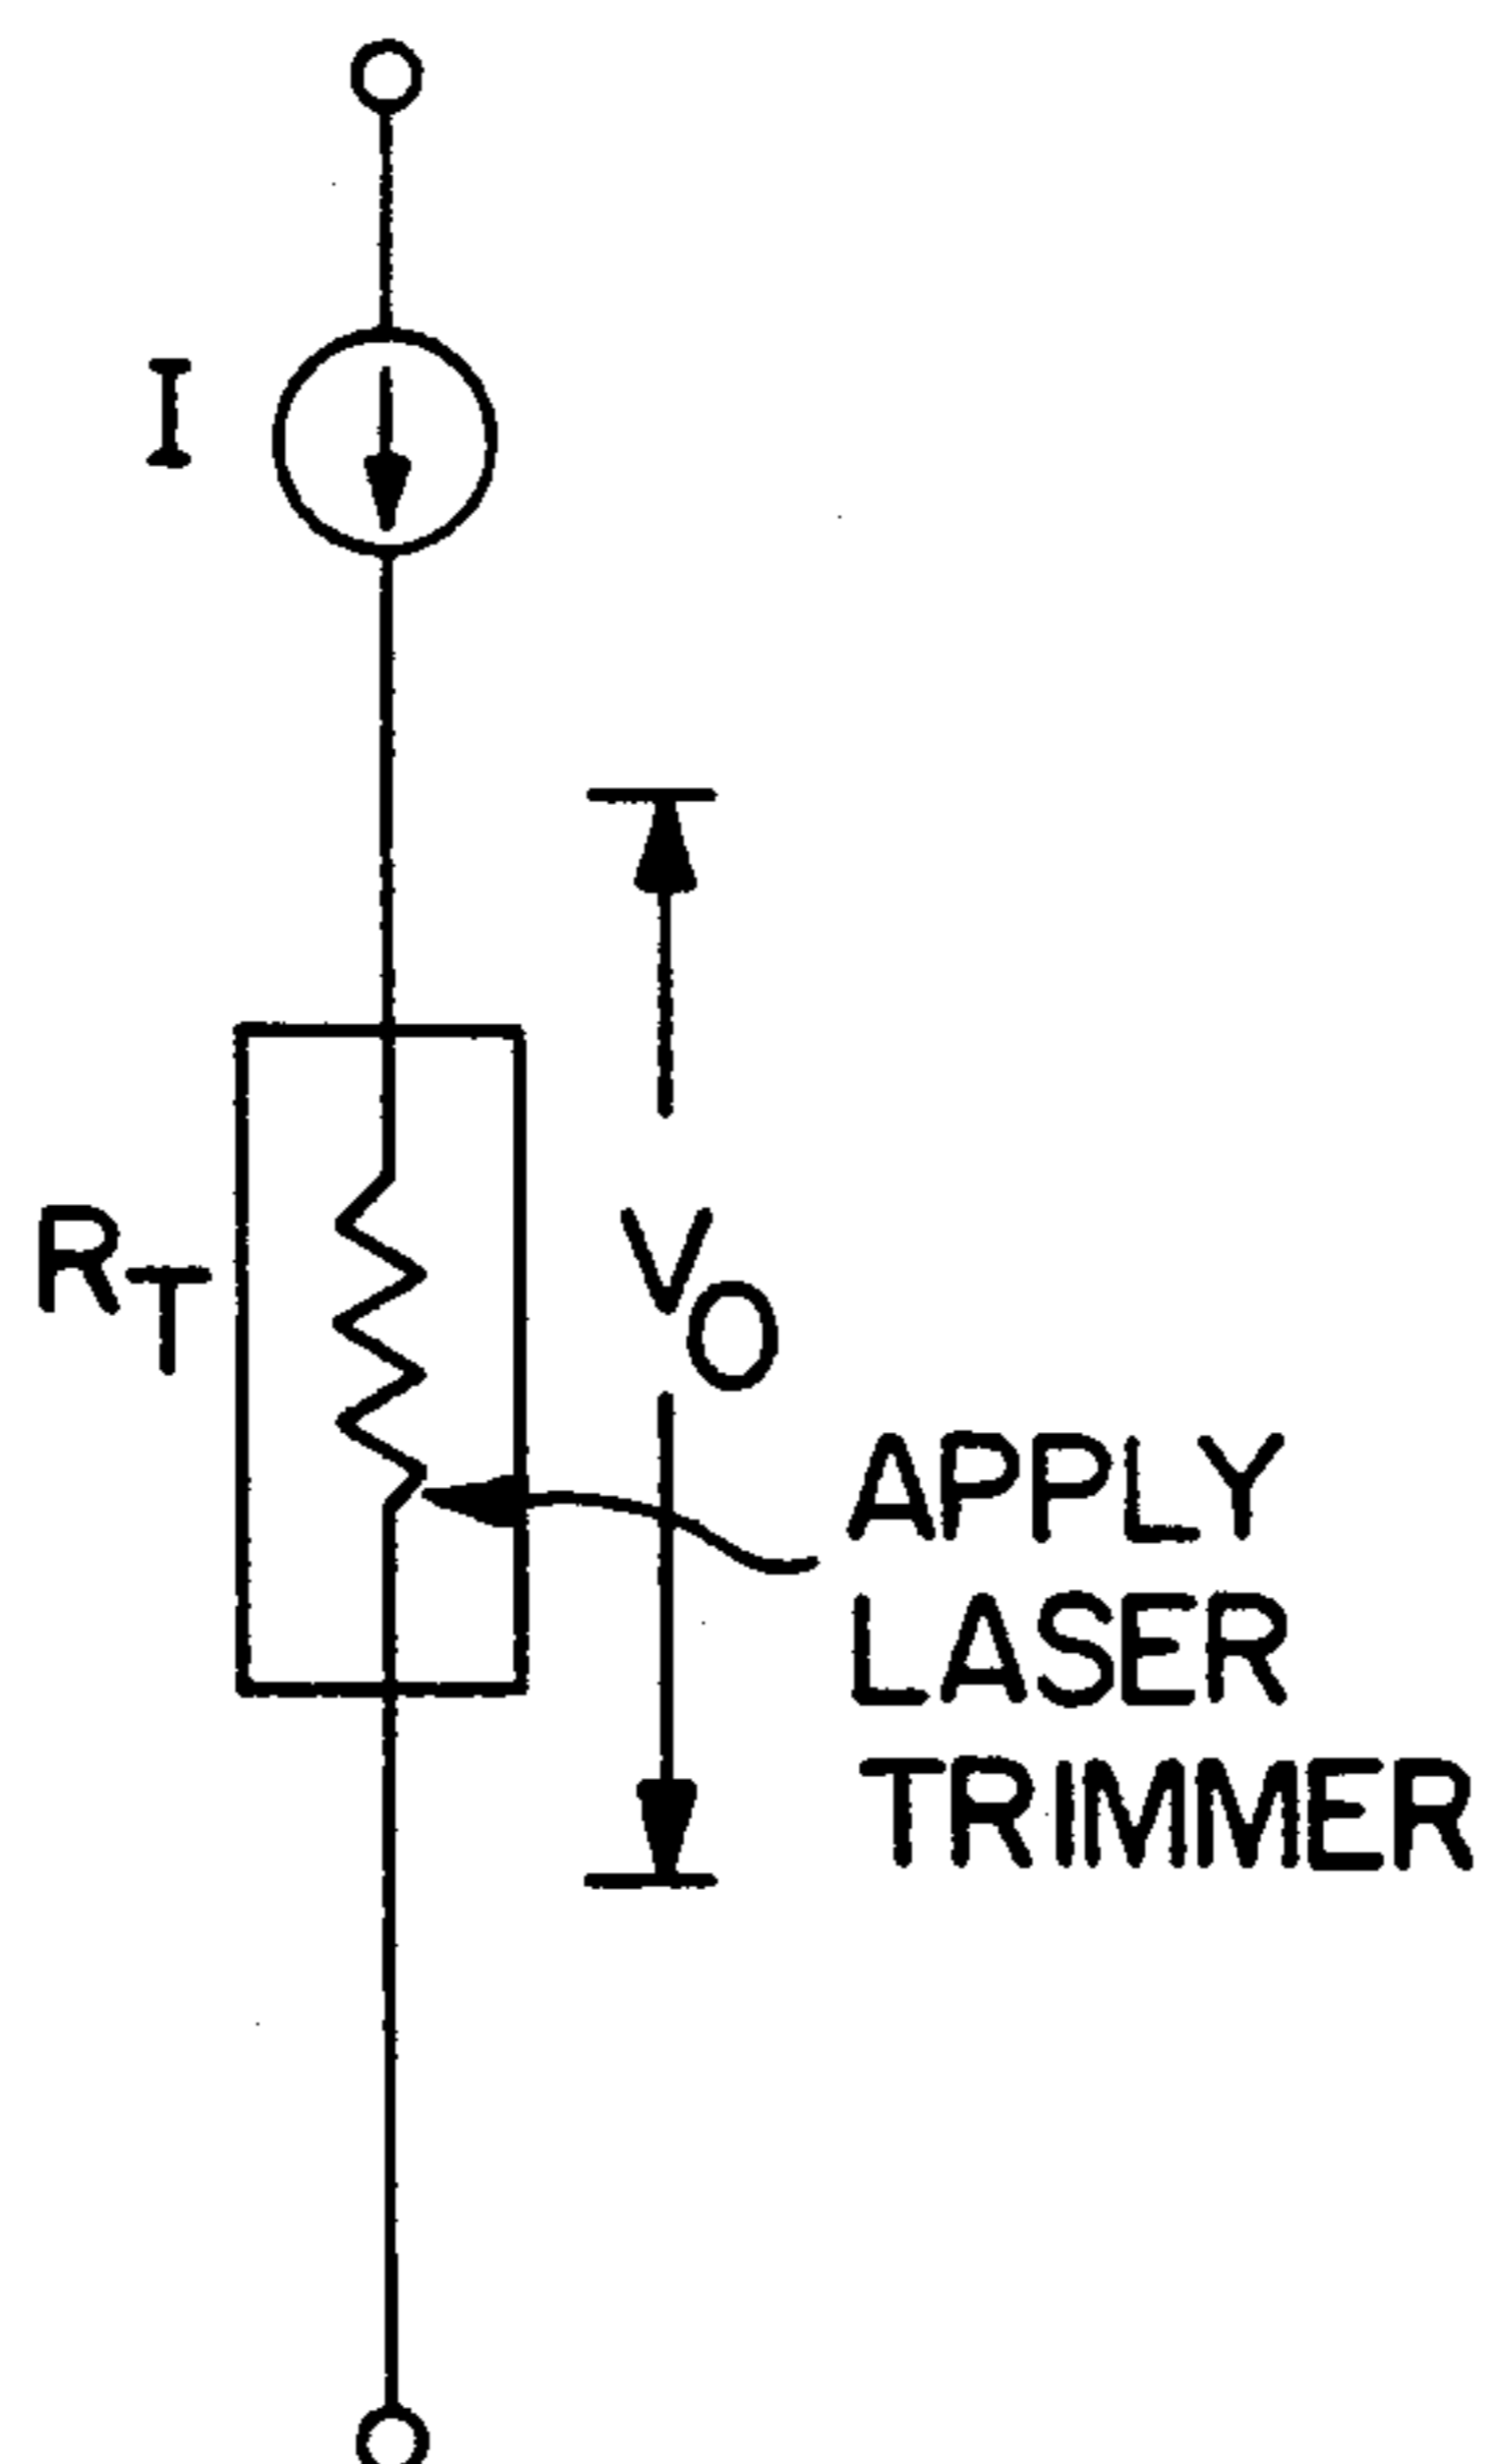 I
R_T
V_O
APPLY
LASER
TRIMMER